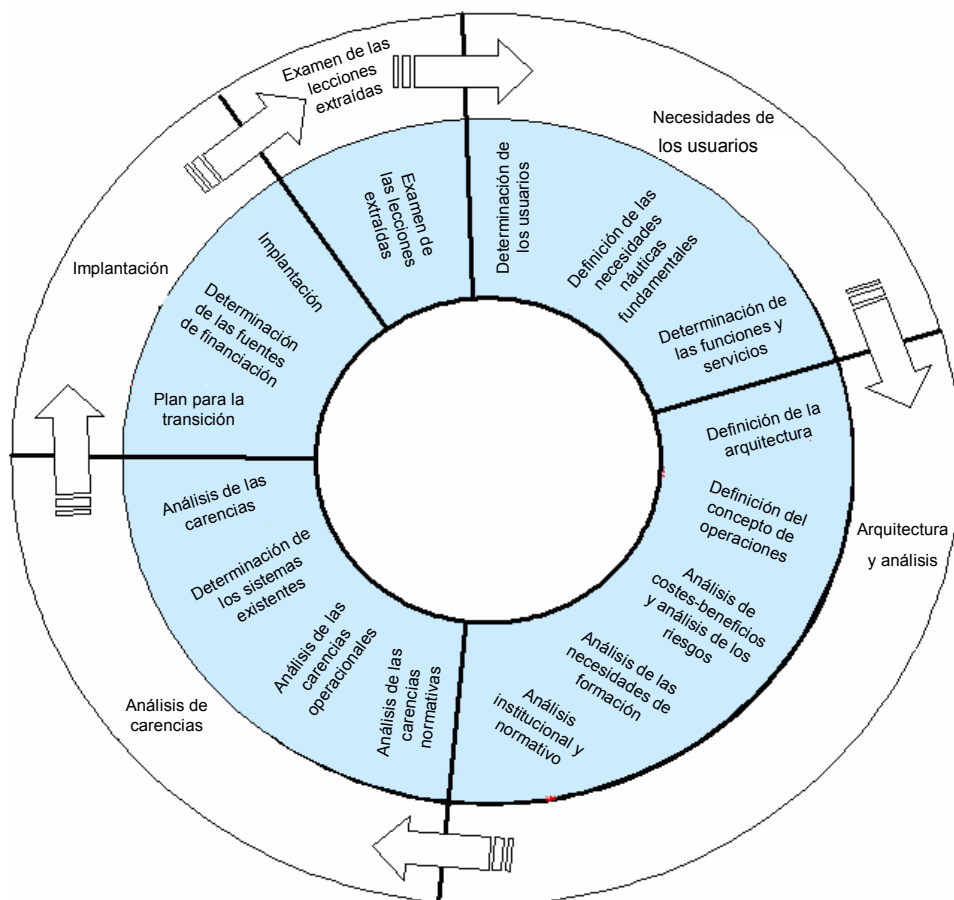 Examen de las
lecciones
extraídas
Necesidades de
los usuarios
Arquitectura
y análisis
Análisis de
carencias
Implantación
Determinación de
los usuarios
Definición de las
necesidades
náuticas
fundamentales
Determinación de
las funciones y
servicios
Definición de la
arquitectura
Definición del
concepto de
operaciones
Análisis de
costes-beneficios
y análisis de los
riesgos
Análisis de las
necesidades de
formación
Análisis
institucional y
normativo
Análisis de las
carencias
normativas
Análisis de las
carencias
operacionales
Determinación de
los sistemas
existentes
Análisis de las
carencias
Plan para la
transición
Determinación
de las fuentes
de financiación
Implantación
Examen de
las lecciones
extraídas